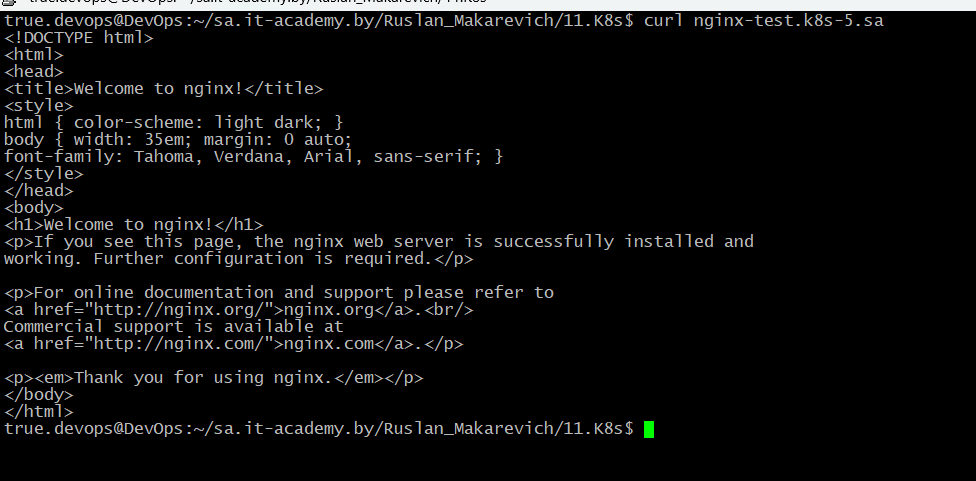 true.devops@DevOps:~/sa.it-academy.by/Ruslan_Makarevich/11.K8s$ curl nginx-test.k8s-5.sa
<!DOCTYPE html>
<html>
<head>
<title>Welcome to nginx!</title>
<style>
html { color-scheme: light dark; }
body { width: 35em; margin: 0 auto;
font-family: Tahoma, Verdana, Arial, sans-serif; }
</style>
</head>
<body>
<h1>Welcome to nginx!</h1>
<p>If you see this page, the nginx web server is successfully installed and
working. Further configuration is required.</p>
<p>For online documentation and support please refer to
<a href="http://nginx.org/">nginx.org</a>.<br/>
Commercial support is available at
<a href="http://nginx.com/">nginx.com</a>.</p>
<p><em>Thank you for using nginx.</em></p>
</body>
</html>
true.devops@DevOps:~/sa.it-academy.by/Ruslan_Makarevich/11.K8s$